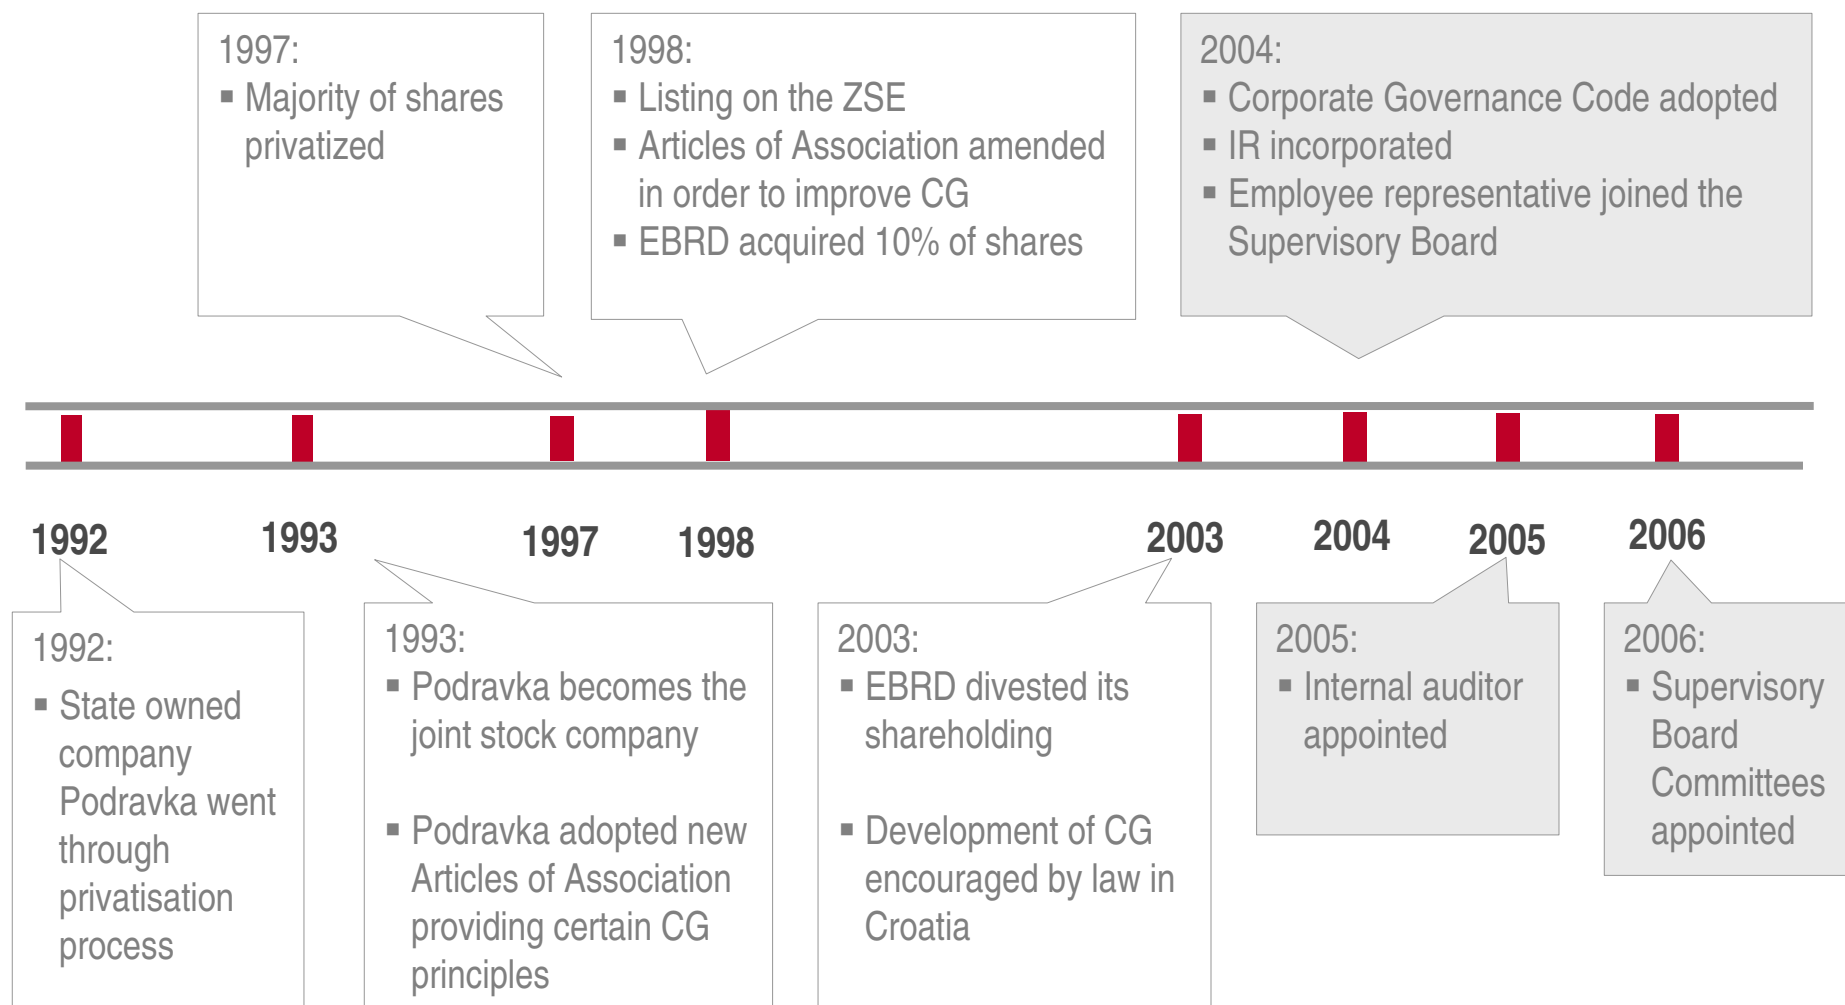 1997:
▪ Majority of shares
privatized
1998:
▪ Listing on the ZSE
▪ Articles of Association amended
in order to improve CG
▪ EBRD acquired 10% of shares
2004:
▪ Corporate Governance Code adopted
▪ IR incorporated
▪ Employee representative joined the
Supervisory Board
1992
1993
1997
1998
2003
2004
2005
2006
1992:
▪ State owned
company
Podravka went
through
privatisation
process
1993:
▪ Podravka becomes the
joint stock company
▪ Podravka adopted new
Articles of Association
providing certain CG
principles
2003:
▪ EBRD divested its
shareholding
▪ Development of CG
encouraged by law in
Croatia
2005:
▪ Internal auditor
appointed
2006:
▪ Supervisory
Board
Committees
appointed